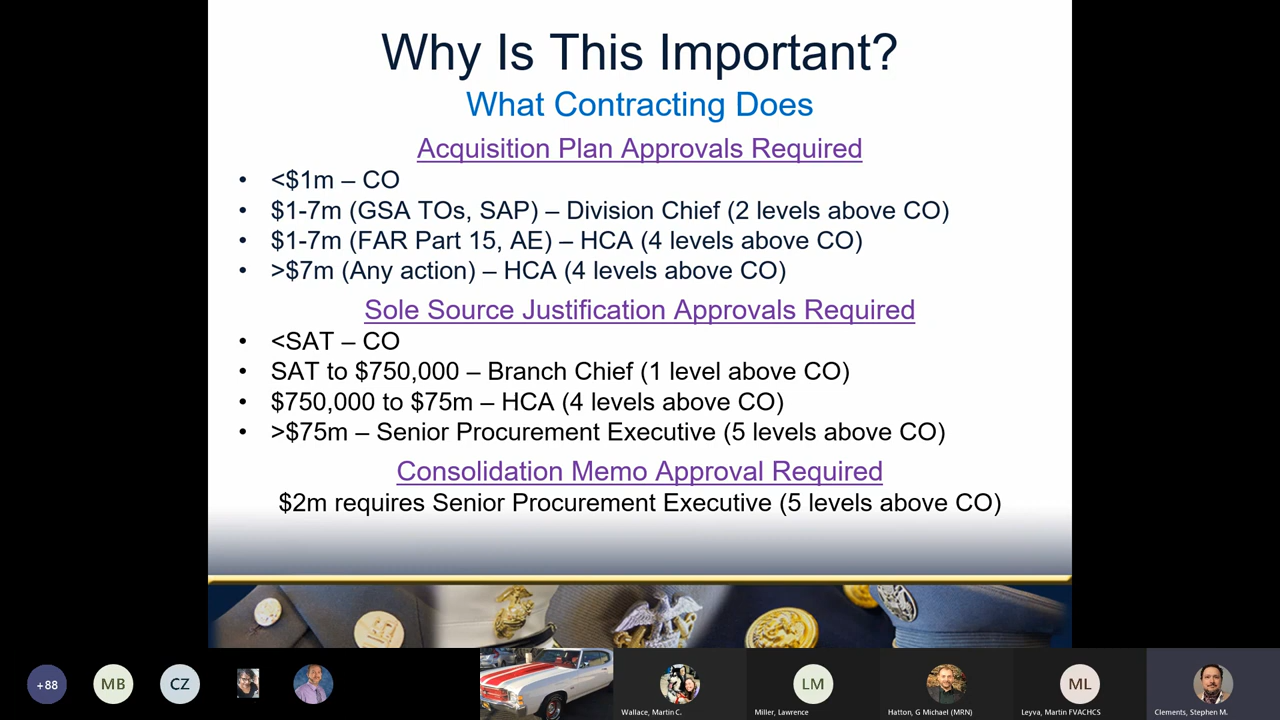 Why Is This Important?
What Contracting Does
Acquisition Plan Approvals Required
• <$1m – CO
• $1-7m (GSA TOs, SAP) – Division Chief (2 levels above CO)
• $1-7m (FAR Part 15, AE) – HCA (4 levels above CO)
• >$7m (Any action) – HCA (4 levels above CO)
Sole Source Justification Approvals Required
• <SAT – CO
• SAT to $750,000 – Branch Chief (1 level above CO)
• $750,000 to $75m – HCA (4 levels above CO)
• >$75m – Senior Procurement Executive (5 levels above CO)
Consolidation Memo Approval Required
$2m requires Senior Procurement Executive (5 levels above CO)
+88 MB CZ LM ML
Wallace, Martin C. Miller, Lawrence Hatton, G Michael (MRN) Leyva, Martin FVACHCS Clements, Stephen M.